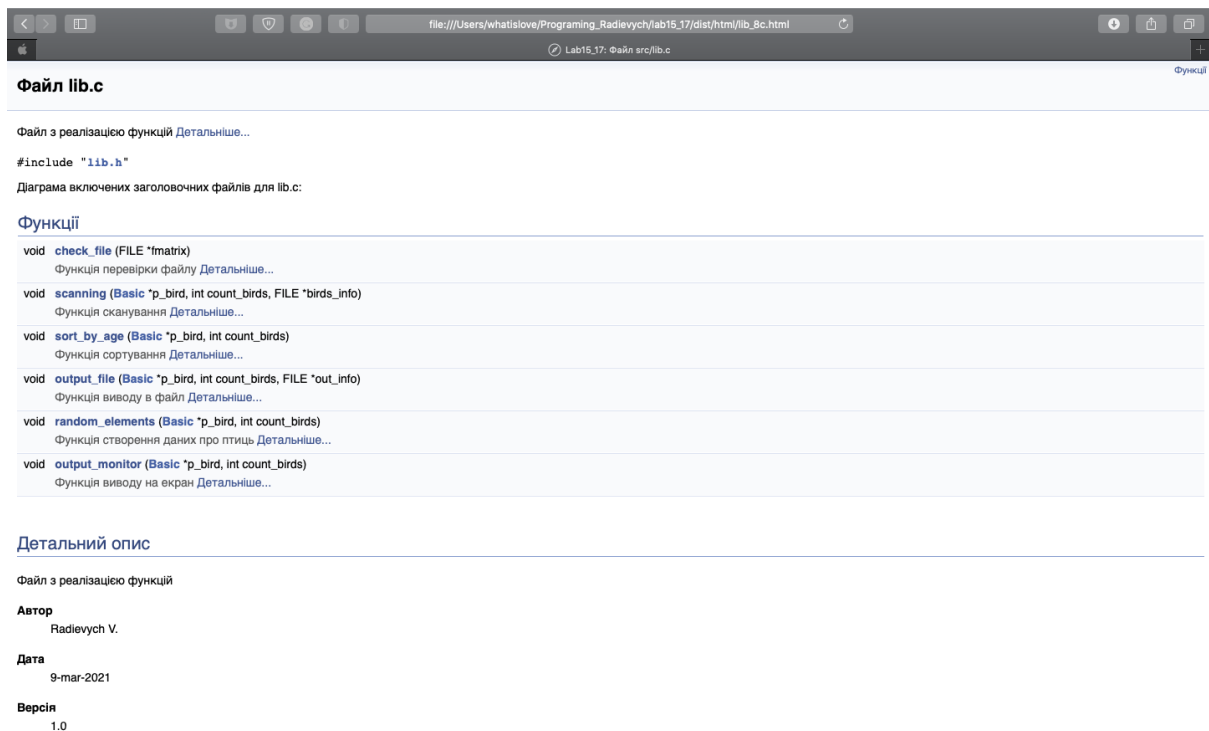 file:///Users/whatislove/Programing_Radievych/lab15_17/dist/html/lib_8c.html
Lab15_17: Файл src/lib.c
Функції
Файл lib.c
Файл з реалізацією функцій Детальніше...
#include "lib.h"
Діаграма включених заголовочних файлів для lib.c:
Функції
void check_file (FILE *fmatrix)
Функція перевірки файлу Детальніше...
void scanning (Basic *p_bird, int count_birds, FILE *birds_info)
Функція сканування Детальніше...
void sort_by_age (Basic *p_bird, int count_birds)
Функція сортування Детальніше...
void output_file (Basic *p_bird, int count_birds, FILE *out_info)
Функція виводу в файл Детальніше...
void random_elements (Basic *p_bird, int count_birds)
Функція створення даних про птиць Детальніше...
void output_monitor (Basic *p_bird, int count_birds)
Функція виводу на екран Детальніше...
Детальний опис
Файл з реалізацією функцій
Автор
Radievych V.
Дата
9-mar-2021
Версія
1.0